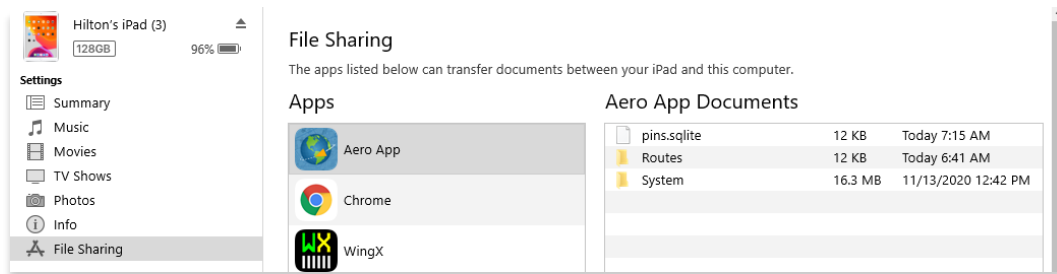 Hilton's iPad (3)
128GB
96%
Settings
Summary
Music
Movies
TV Shows
Photos
Info
File Sharing
File Sharing
The apps listed below can transfer documents between your iPad and this computer.
Apps
Aero App
Chrome
WX
WingX
Aero App Documents
pins.sqlite 12 KB Today 7:15 AM
Routes 12 KB Today 6:41 AM
System 16.3 MB 11/13/2020 12:42 PM